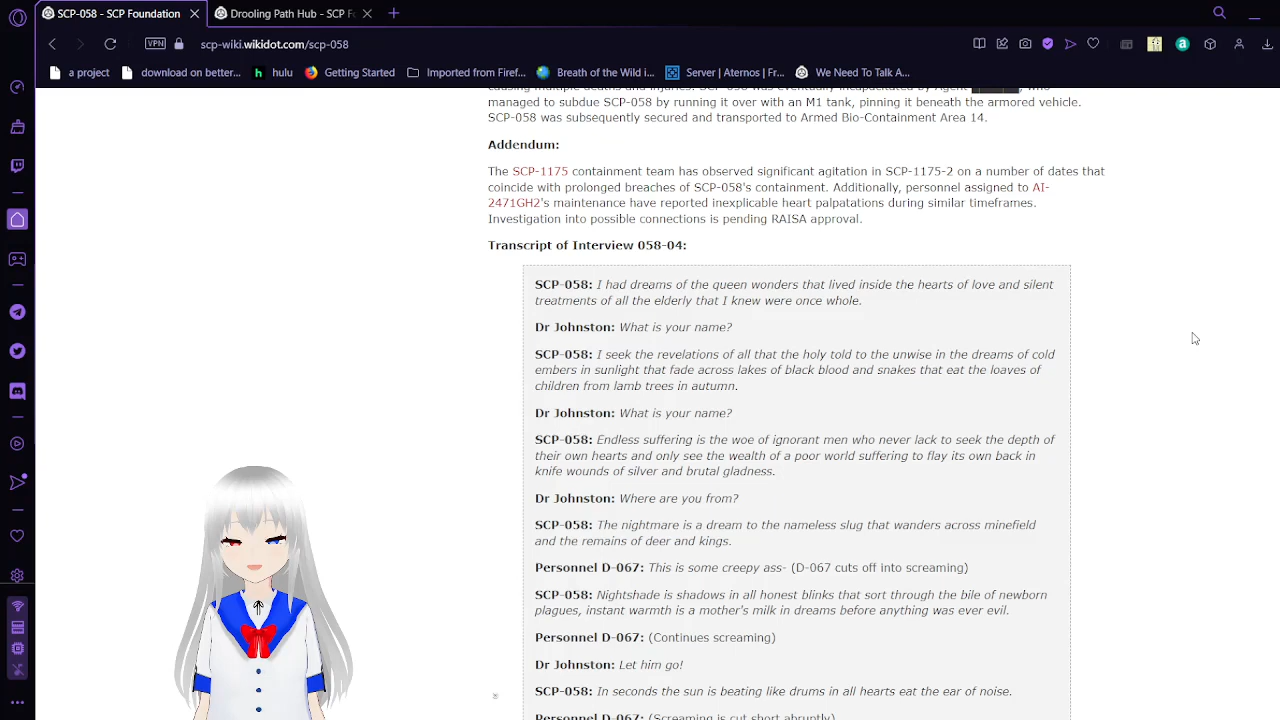 SCP-058 - SCP Foundation
Drooling Path Hub - SCP F
VPN
scp-wiki.wikidot.com/scp-058
a project
download on better...
hulu
Getting Started
Imported from Firef...
Breath of the Wild i...
Server | Aternos | Fr...
We Need To Talk A...
causing multiple deaths and injuries. SCP-058 was eventually incapacitated by Agent who
managed to subdue SCP-058 by running it over with an M1 tank, pinning it beneath the armored vehicle.
SCP-058 was subsequently secured and transported to Armed Bio-Containment Area 14.
Addendum:
The SCP-1175 containment team has observed significant agitation in SCP-1175-2 on a number of dates that
coincide with prolonged breaches of SCP-058's containment. Additionally, personnel assigned to AI-
2471GH2's maintenance have reported inexplicable heart palpatations during similar timeframes.
Investigation into possible connections is pending RAISA approval.
Transcript of Interview 058-04:
SCP-058: I had dreams of the queen wonders that lived inside the hearts of love and silent
treatments of all the elderly that I knew were once whole.
Dr Johnston: What is your name?
SCP-058: I seek the revelations of all that the holy told to the unwise in the dreams of cold
embers in sunlight that fade across lakes of black blood and snakes that eat the loaves of
children from lamb trees in autumn.
Dr Johnston: What is your name?
SCP-058: Endless suffering is the woe of ignorant men who never lack to seek the depth of
their own hearts and only see the wealth of a poor world suffering to flay its own back in
knife wounds of silver and brutal gladness.
Dr Johnston: Where are you from?
SCP-058: The nightmare is a dream to the nameless slug that wanders across minefield
and the remains of deer and kings.
Personnel D-067: This is some creepy ass- (D-067 cuts off into screaming)
SCP-058: Nightshade is shadows in all honest blinks that sort through the bile of newborn
plagues, instant warmth is a mother's milk in dreams before anything was ever evil.
Personnel D-067: (Continues screaming)
Dr Johnston: Let him go!
SCP-058: In seconds the sun is beating like drums in all hearts eat the ear of noise.
Personnel D-067: (Screaming is cut short abruptly)